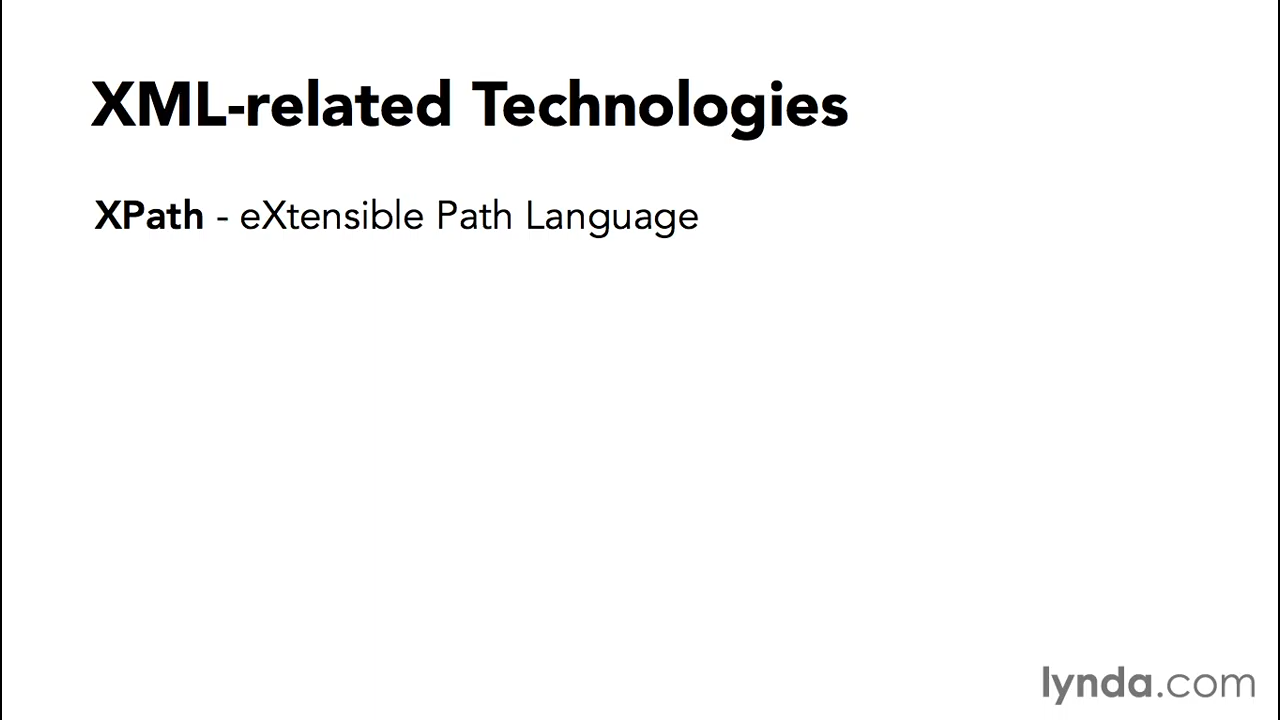 XML-related Technologies
XPath - eXtensible Path Language
lynda.com